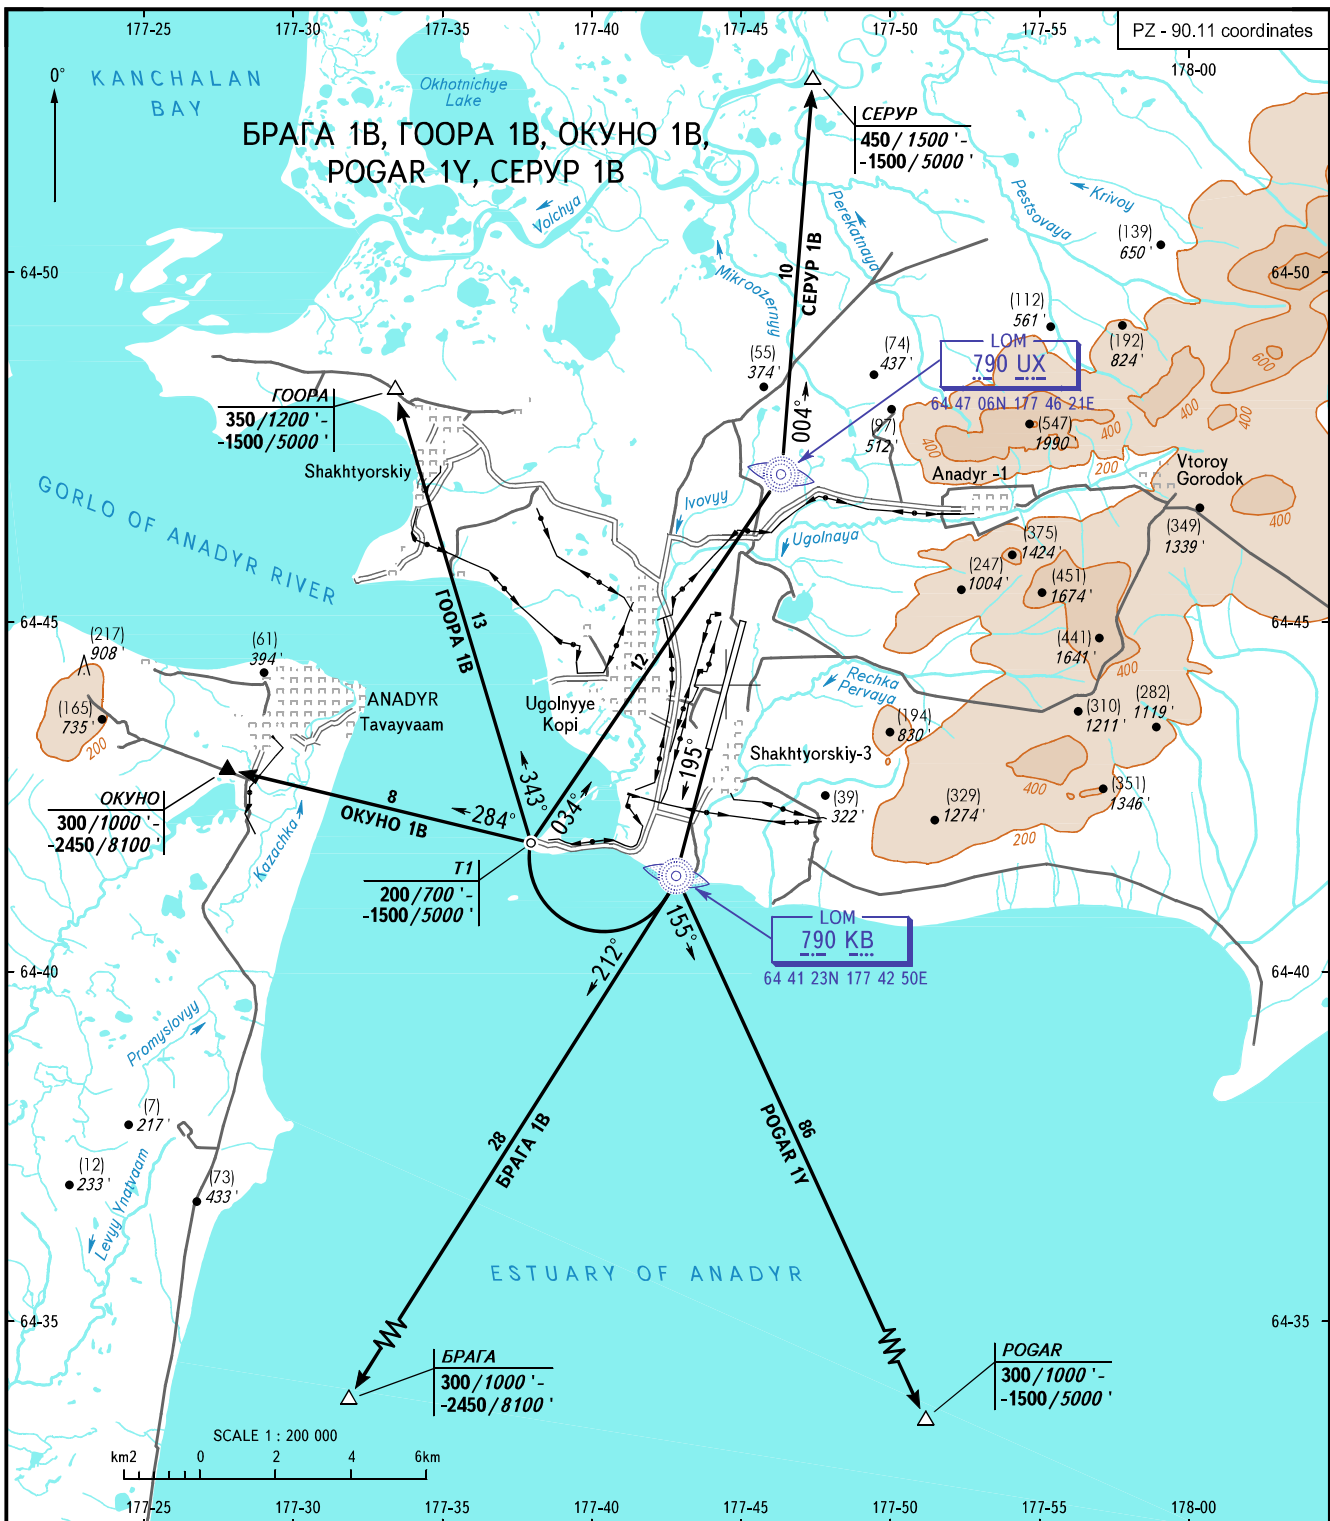 177-25
177-30
177-35
177-40
177-45
177-50
177-55
PZ - 90.11 coordinates
178-00
0°
KANCHALAN
BAY
Okhotnichye
Lake
БРАГА 1B, ГООРА 1B, ОКУНО 1B,
POGAR 1Y, СЕРУР 1B
СЕРУР
450/1500 '-
-1500/5000 '
Volchya
Perekatnaya
Pestsovaya
Krivoy
Mikroozernyy
(139)
650 '
64-50
64-50
10
СЕРУР 1B
(112)
561 '
(192)
824 '
600
(55)
374 '
(74)
437 '
LOM
790 UX
64 47 06N 177 46 21E
ГООРА
350/1200 '-
-1500/5000 '
004°
(97)
512 '
400
(547)
1990 '
400
400
400
200
Shakhtyorskiy
Anadyr -1
Vtoroy
Gorodok
400
GORLO OF ANADYR RIVER
Ivovyy
Ugolnaya
(349)
1339 '
(375)
1424 '
(247)
1004 '
(451)
1674 '
13
ГООРА 1B
64-45
64-45
(217)
908 '
(61)
394 '
(441)
1641 '
400
12
Rechka
Pervaya
ANADYR
Tavayvaam
Ugolnyye
Kopi
(165)
735 '
200
(194)
830 '
(310)
1211 '
(282)
1119 '
Shakhtyorskiy-3
195°
ОКУНО
300/1000 '-
-2450/8100 '
8
ОКУНО 1B
284°
343°
034°
(39)
322 '
(329)
1274 '
400
(351)
1346 '
200
Kazachka
T1
200/700 '-
-1500/5000 '
155°
212°
LOM
790 KB
64 41 23N 177 42 50E
64-40
64-40
Promyslovyy
(7)
217 '
(12)
233 '
(73)
433 '
Levyy Ynatvaam
28
БРАГА 1B
86
POGAR 1Y
ESTUARY OF ANADYR
64-35
64-35
БРАГА
300/1000 '-
-2450/8100 '
POGAR
300/1000 '-
-1500/5000 '
SCALE 1 : 200 000
km2 0 2 4 6km
177-25
177-30
177-35
177-40
177-45
177-50
177-55
178-00